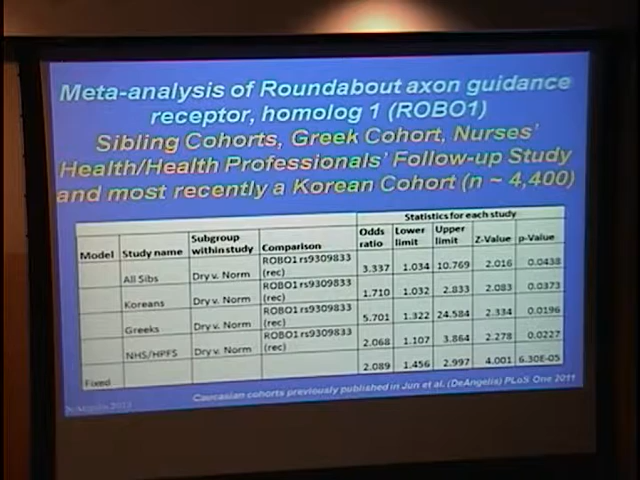 Meta-analysis of Roundabout axon guidance
receptor, homolog 1 (ROBO1)
Sibling Cohorts, Greek Cohort, Nurses'
Health/Health Professionals' Follow-up Study
and most recently a Korean Cohort (n ~ 4,400)
Statistics for each study
Model Study name Subgroup within study Comparison Odds ratio Lower limit Upper limit Z-Value p-Value
All Sibs Dry v. Norm ROBO1 rs9309833 (rec) 3.337 1.034 10.769 2.016 0.0438
Koreans Dry v. Norm ROBO1 rs9309833 (rec) 1.710 1.032 2.833 2.083 0.0373
Greeks Dry v. Norm ROBO1 rs9309833 (rec) 5.701 1.322 24.584 2.334 0.0196
NHS/HPFS Dry v. Norm ROBO1 rs9309833 (rec) 2.068 1.107 3.864 2.278 0.0227
Fixed 2.089 1.456 2.997 4.001 6.30E-05
Caucasian cohorts previously published in Jun et al. (DeAngelis) PLoS One 2011